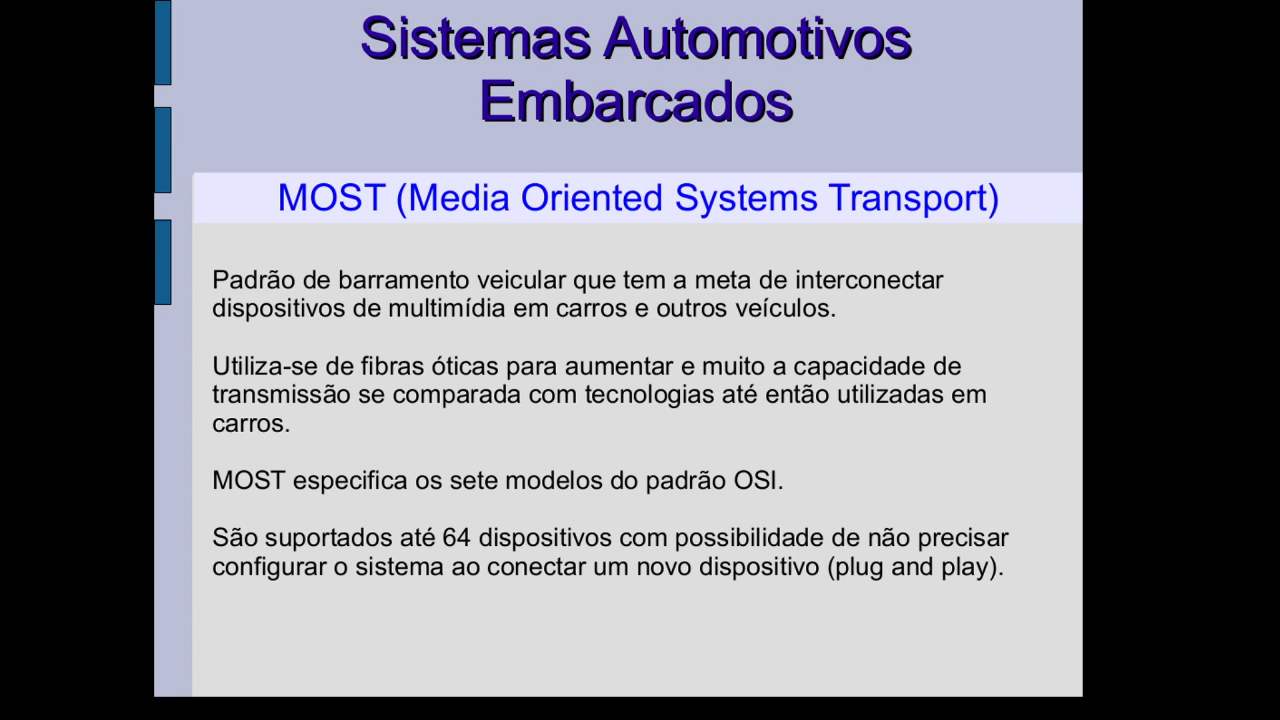 Sistemas Automotivos
Embarcados
MOST (Media Oriented Systems Transport)
Padrão de barramento veicular que tem a meta de interconectar
dispositivos de multimídia em carros e outros veículos.
Utiliza-se de fibras óticas para aumentar e muito a capacidade de
transmissão se comparada com tecnologias até então utilizadas em
carros.
MOST especifica os sete modelos do padrão OSI.
São suportados até 64 dispositivos com possibilidade de não precisar
configurar o sistema ao conectar um novo dispositivo (plug and play).